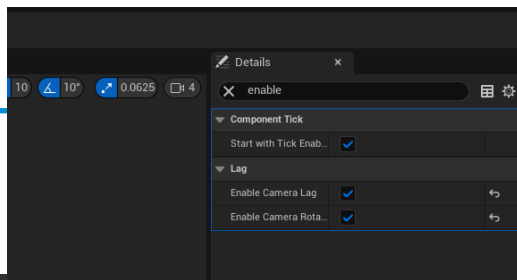 Details
10 10° 0.0625 4
enable
Component Tick
Start with Tick Enab..
Lag
Enable Camera Lag
Enable Camera Rota..